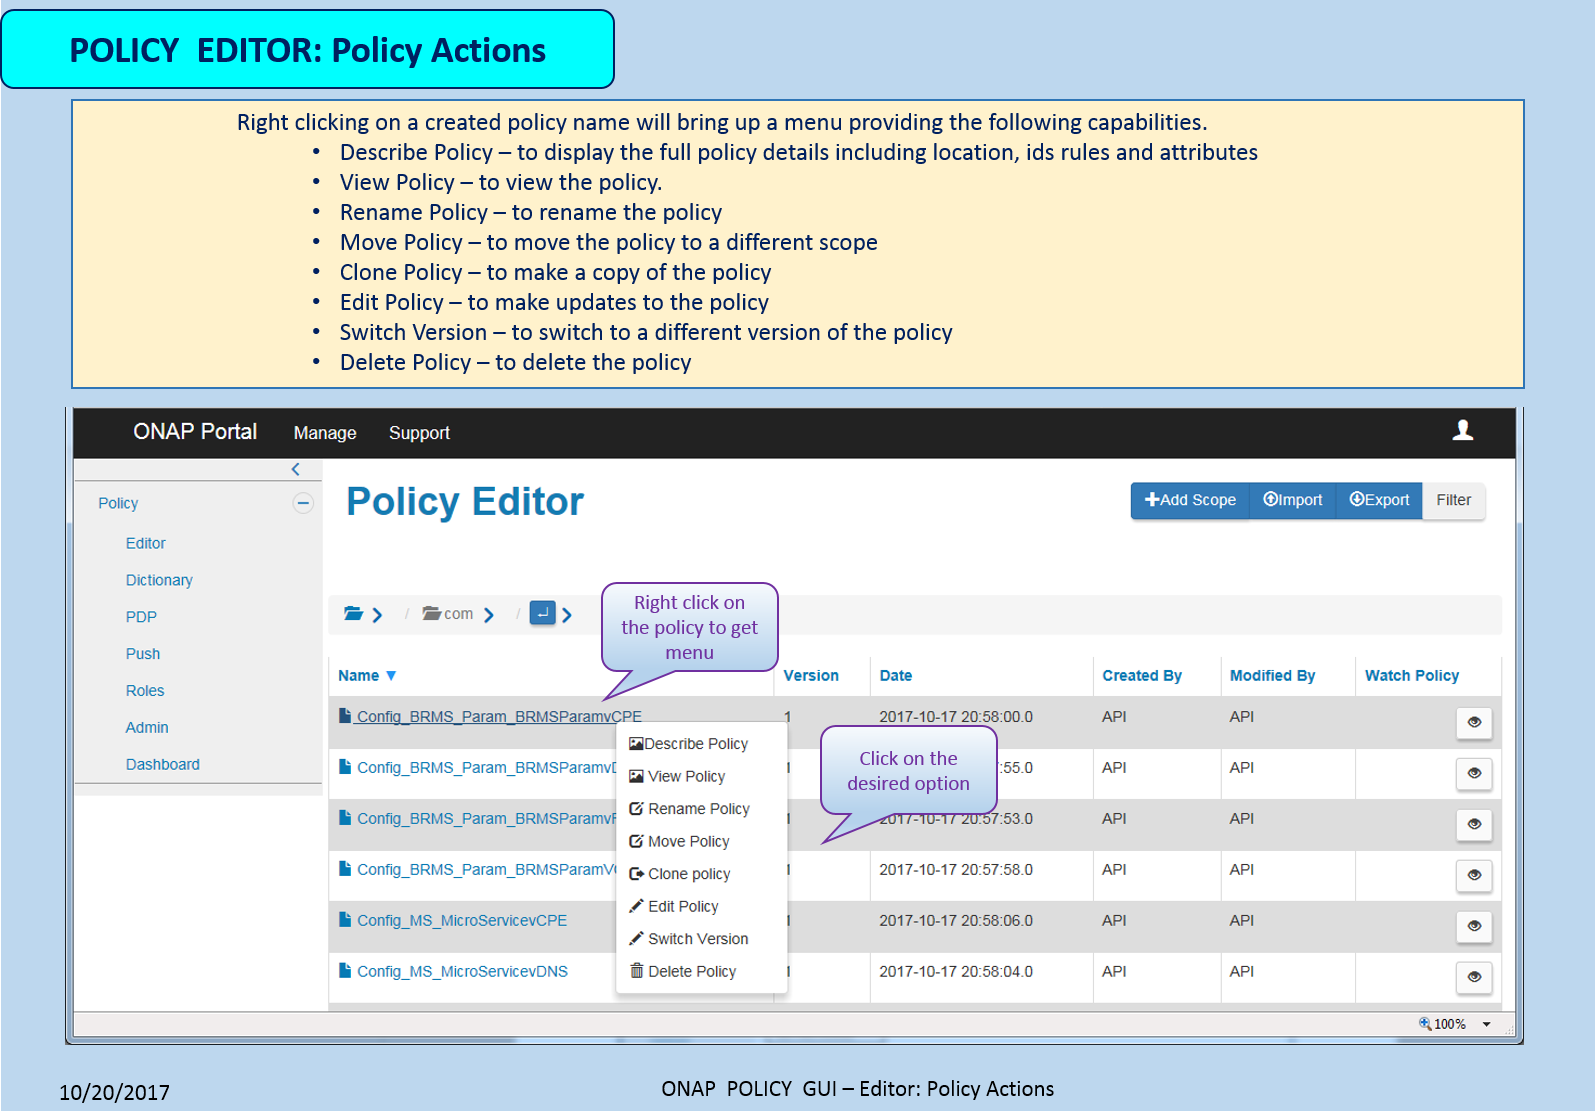 POLICY  EDITOR: Policy Actions
Right clicking on a created policy name will bring up a menu providing the following capabilities.
• Describe Policy – to display the full policy details including location, ids rules and attributes
• View Policy – to view the policy.
• Rename Policy – to rename the policy
• Move Policy – to move the policy to a different scope
• Clone Policy – to make a copy of the policy
• Edit Policy – to make updates to the policy
• Switch Version – to switch to a different version of the policy
• Delete Policy – to delete the policy
ONAP Portal Manage Support
Policy
Editor
Dictionary
PDP
Push
Roles
Admin
Dashboard
Policy Editor
Add Scope Import Export Filter
/ com /
Right click on
the policy to get
menu
Name Version Date Created By Modified By Watch Policy
Config_BRMS_Param_BRMSParamvCPE 1 2017-10-17 20:58:00.0 API API
Config_BRMS_Param_BRMSParamv 1 :55.0 API API
Config_BRMS_Param_BRMSParamv 1 2017-10-17 20:57:53.0 API API
Config_BRMS_Param_BRMSParamV 1 2017-10-17 20:57:58.0 API API
Config_MS_MicroServicevCPE 1 2017-10-17 20:58:06.0 API API
Config_MS_MicroServicevDNS 1 2017-10-17 20:58:04.0 API API
Describe Policy
View Policy
Rename Policy
Move Policy
Clone policy
Edit Policy
Switch Version
Delete Policy
Click on the
desired option
100%
10/20/2017
ONAP  POLICY  GUI – Editor: Policy Actions